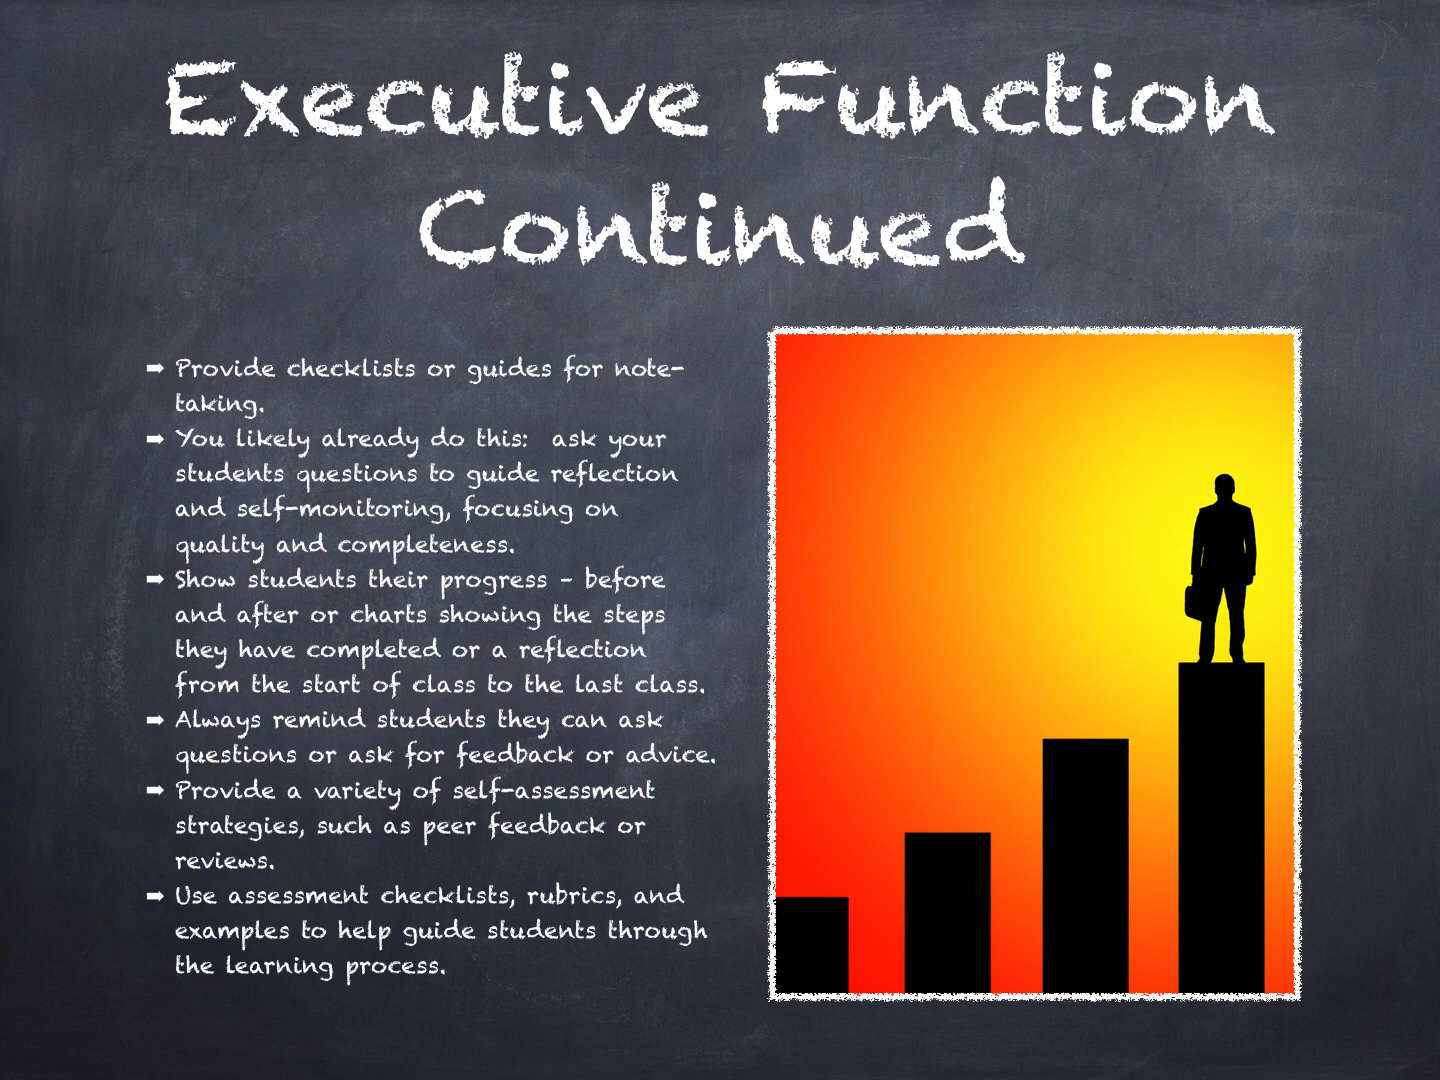 Executive Function
Continued
➡ Provide checklists or guides for note-
taking.
➡ You likely already do this:  ask your
students questions to guide reflection
and self-monitoring, focusing on
quality and completeness.
➡ Show students their progress – before
and after or charts showing the steps
they have completed or a reflection
from the start of class to the last class.
➡ Always remind students they can ask
questions or ask for feedback or advice.
➡ Provide a variety of self-assessment
strategies, such as peer feedback or
reviews.
➡ Use assessment checklists, rubrics, and
examples to help guide students through
the learning process.